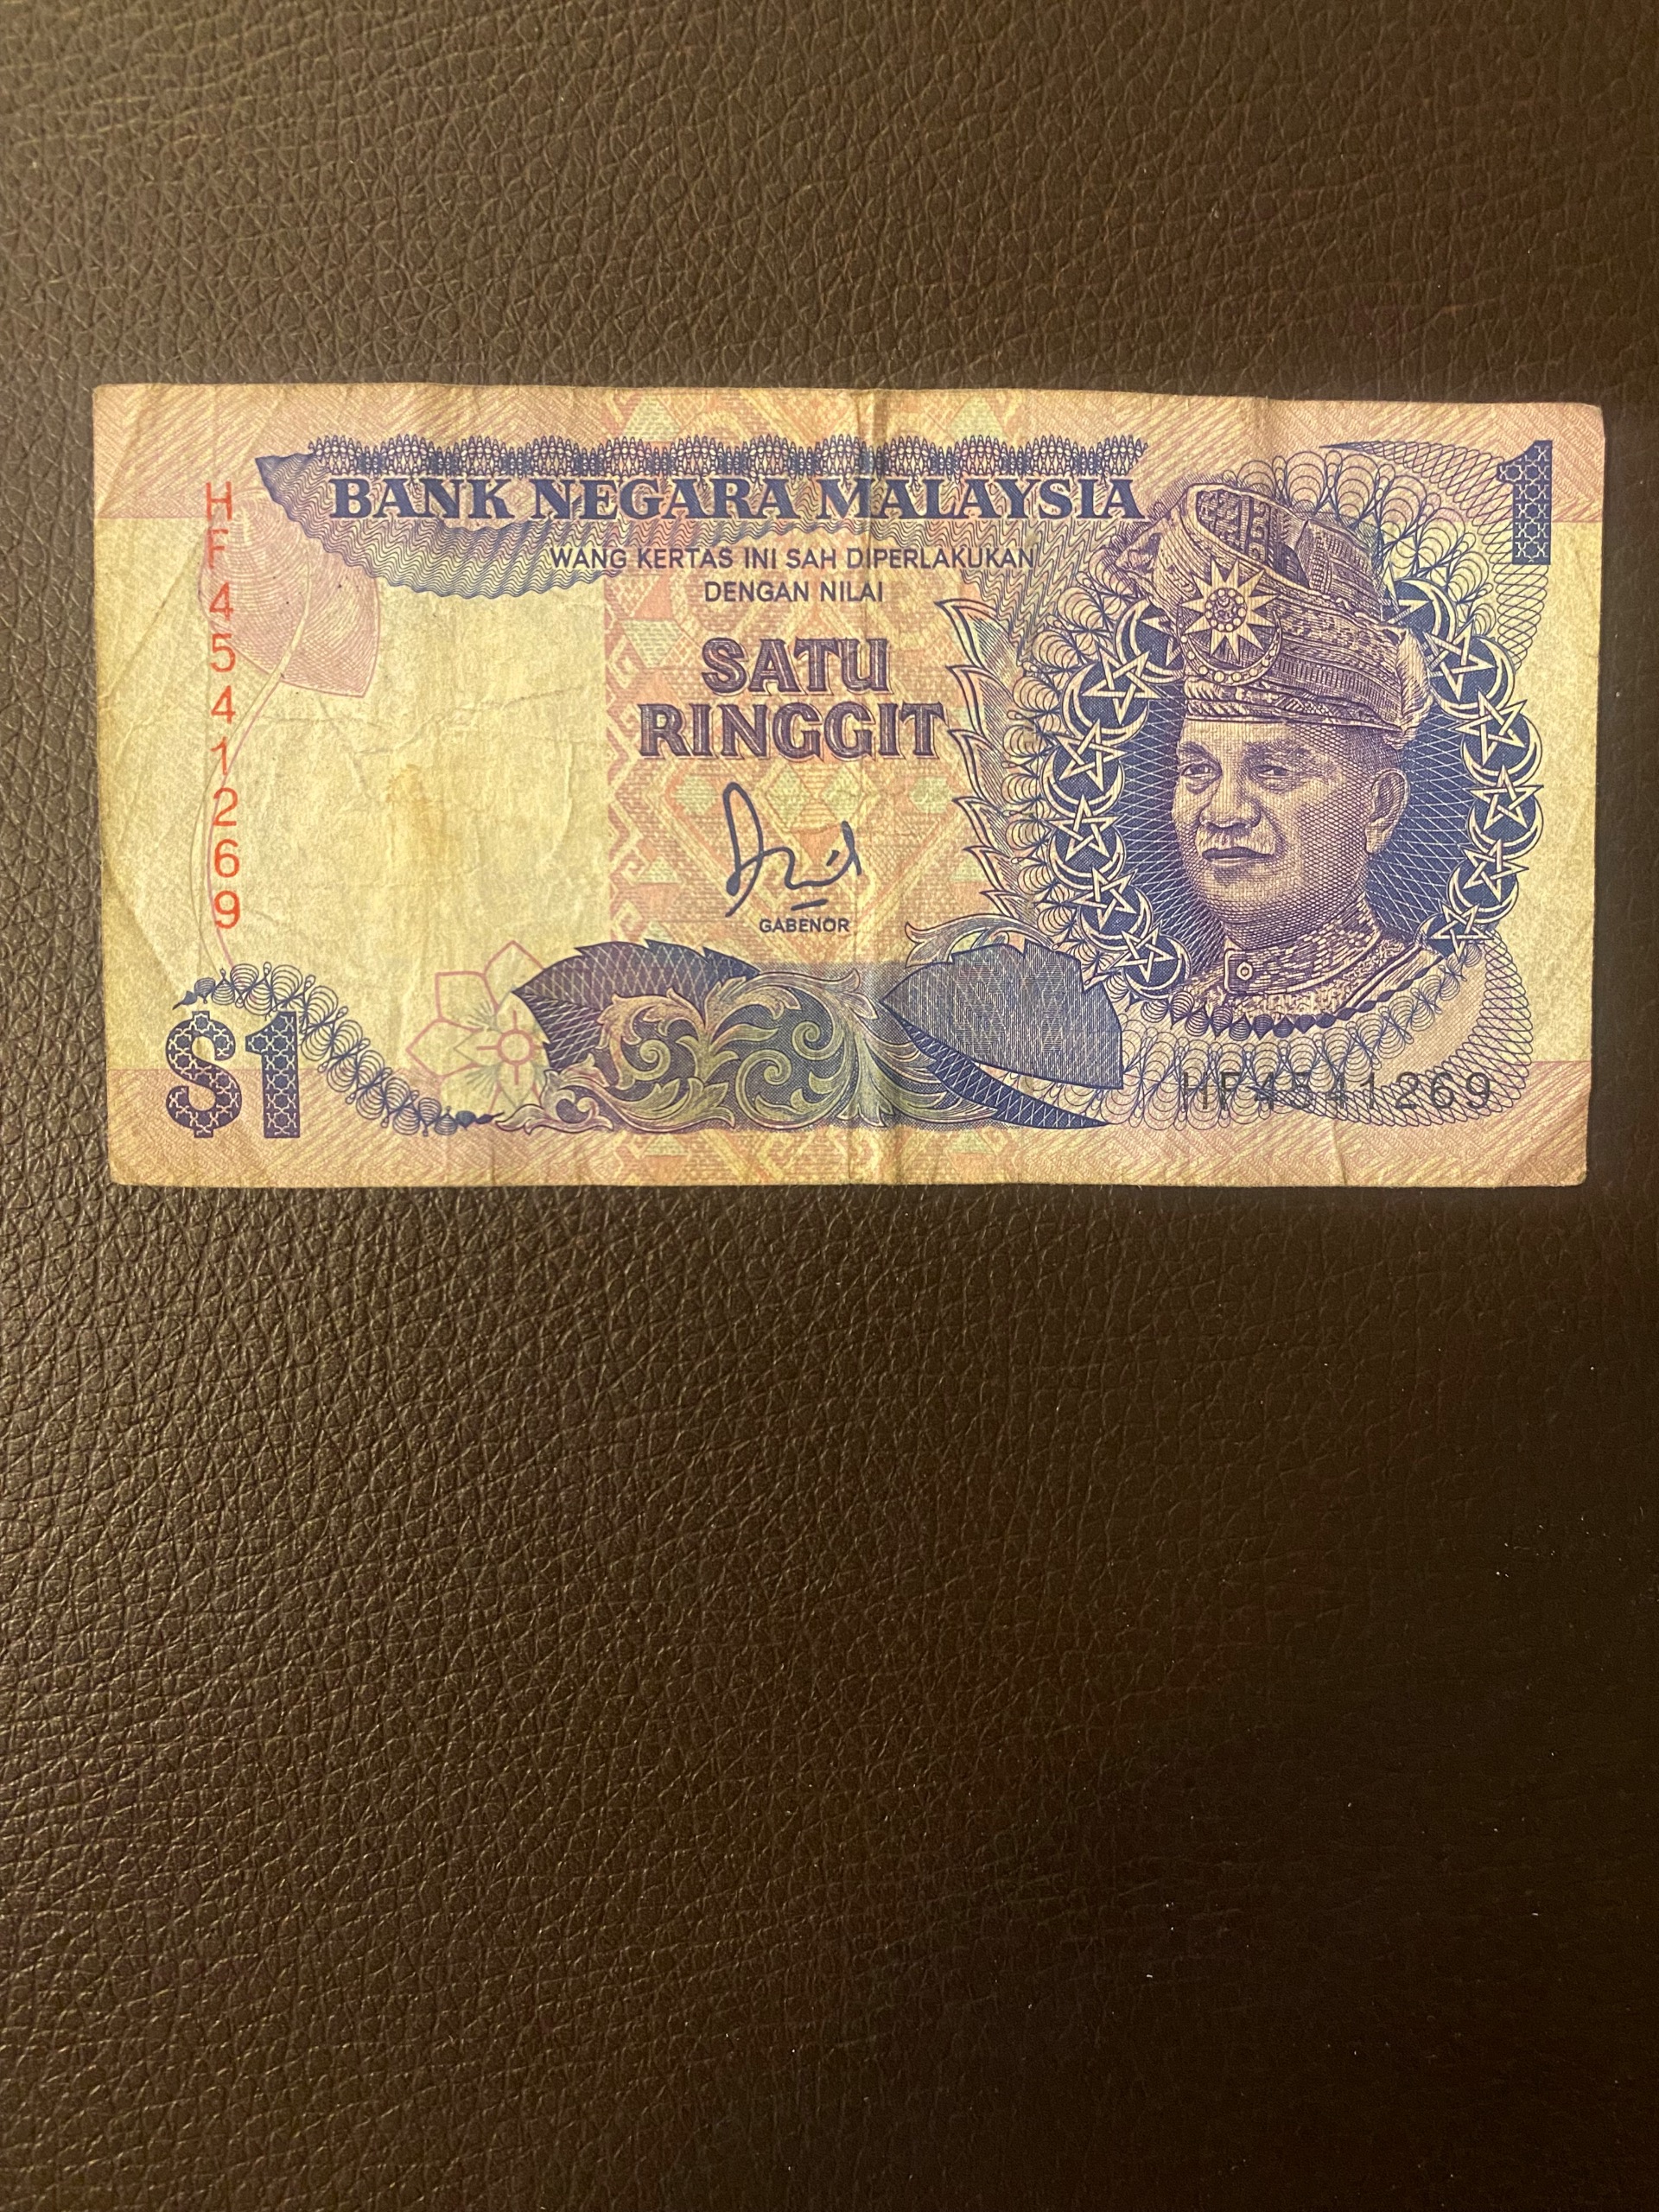 BANK NEGARA MALAYSIA
1
WANG KERTAS INI SAH DIPERLAKUKAN
DENGAN NILAI
HF4541269
SATU
RINGGIT
GABENOR
$1
HF4541269